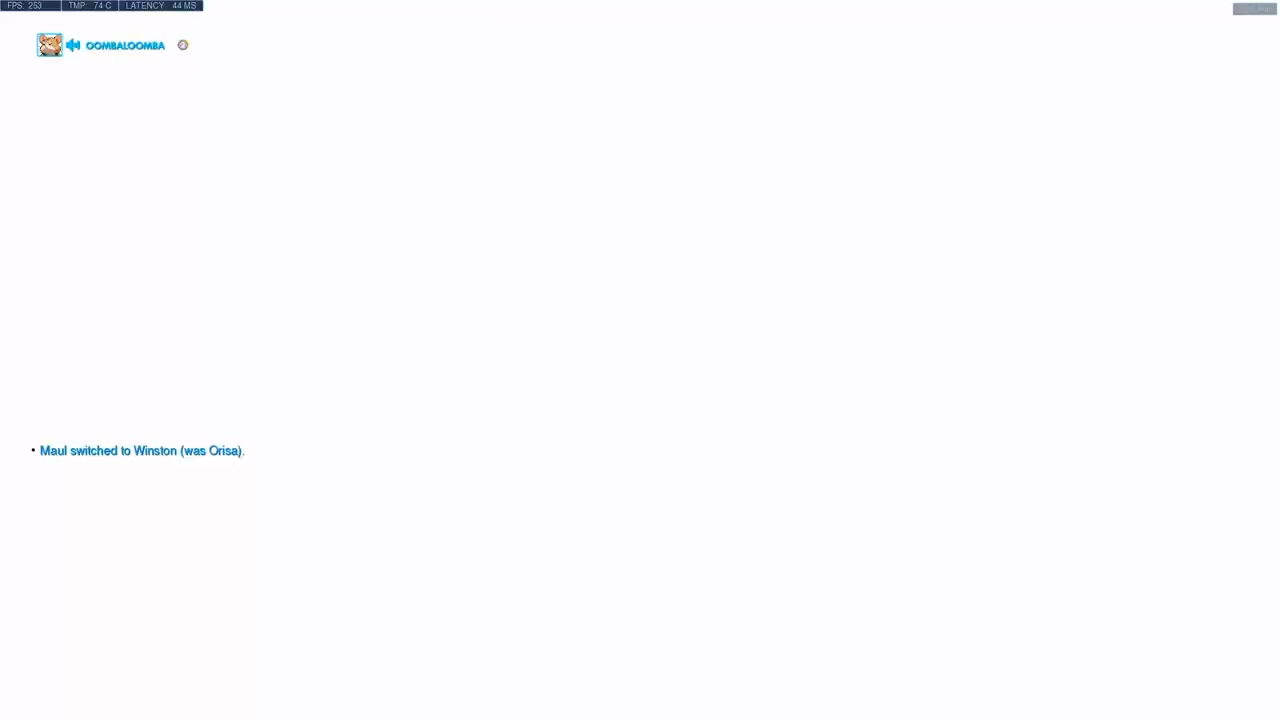 FPS: 253 TMP: 74 C LATENCY: 44 MS
OOMBALOOMBA
• Maul switched to Winston (was Orisa).